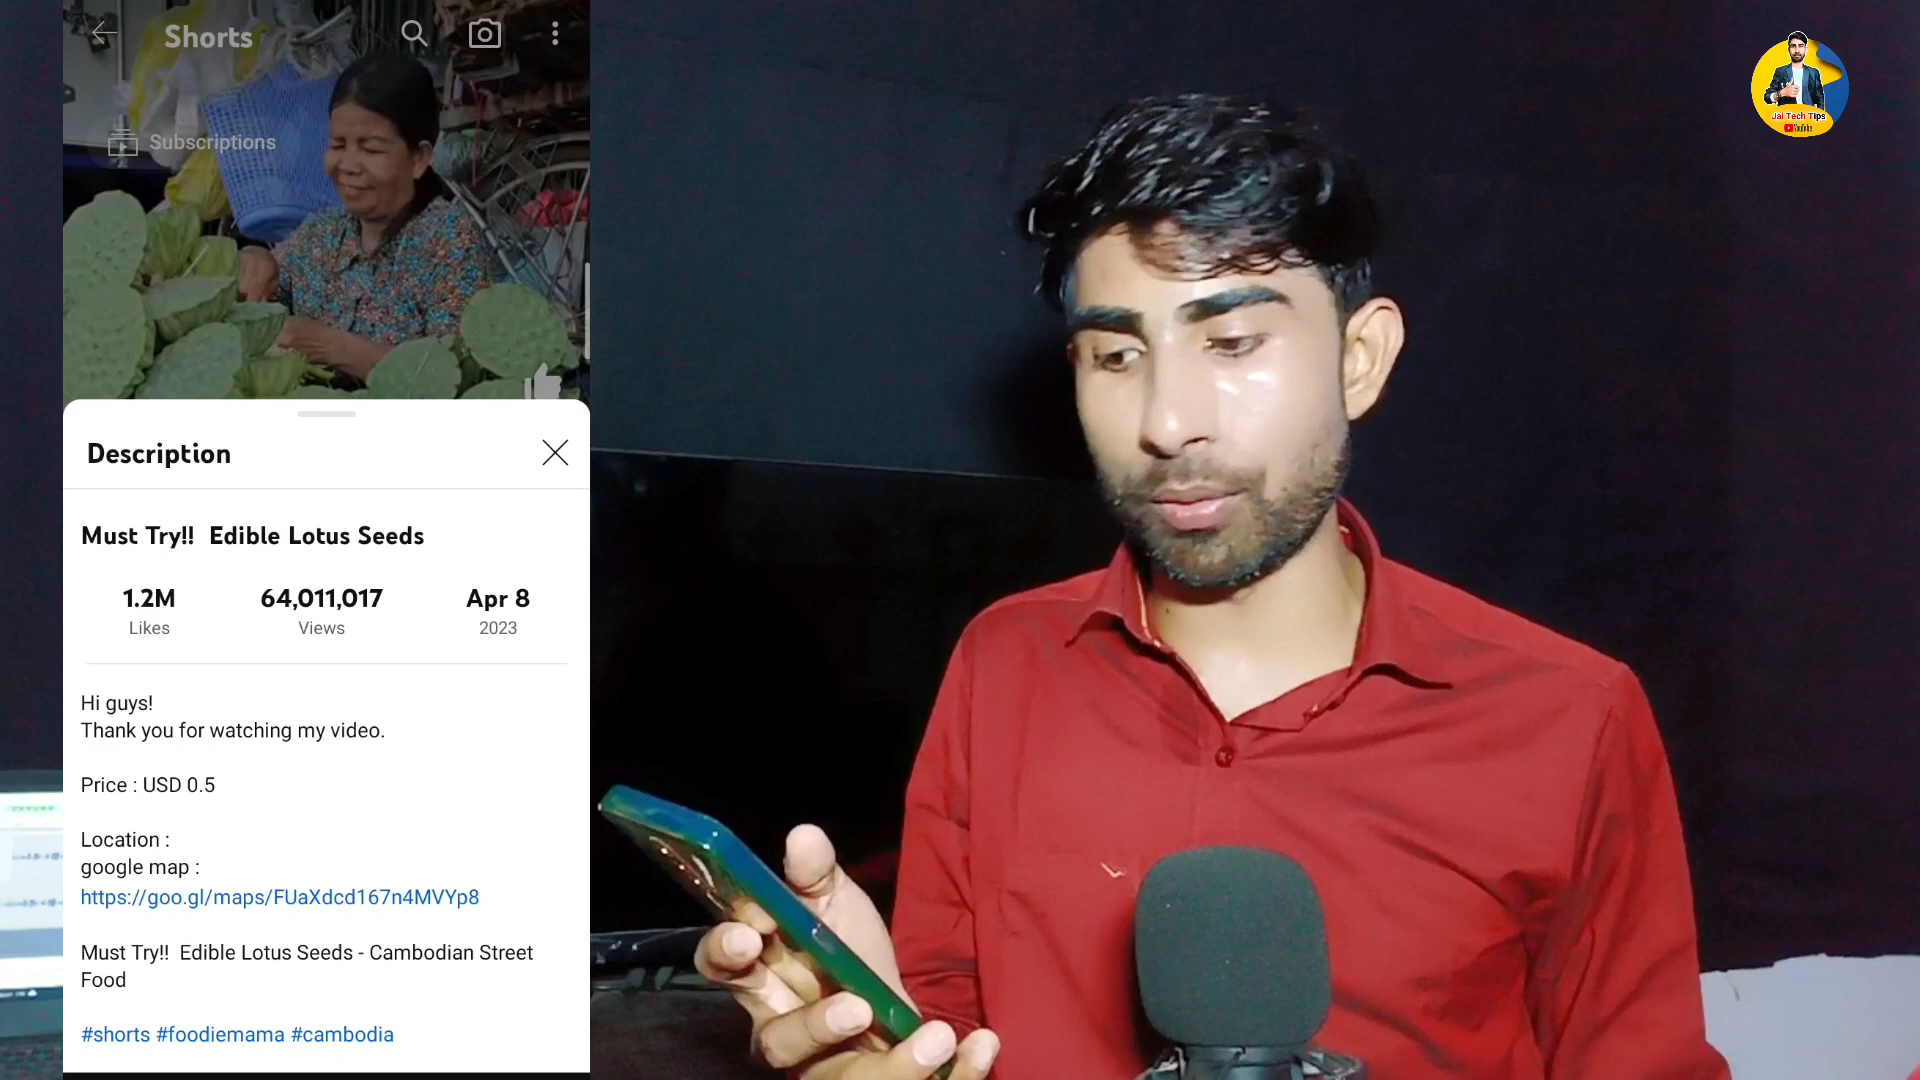 Shorts
Subscriptions
Jal Tech Tips
YouTube
Description
Must Try!! Edible Lotus Seeds
1.2M
Likes
64,011,017
Views
Apr 8
2023
Hi guys!
Thank you for watching my video.
Price : USD 0.5
Location :
google map :
https://goo.gl/maps/FUaXdcd167n4MVYp8
Must Try!! Edible Lotus Seeds - Cambodian Street
Food
#shorts #foodiemama #cambodia